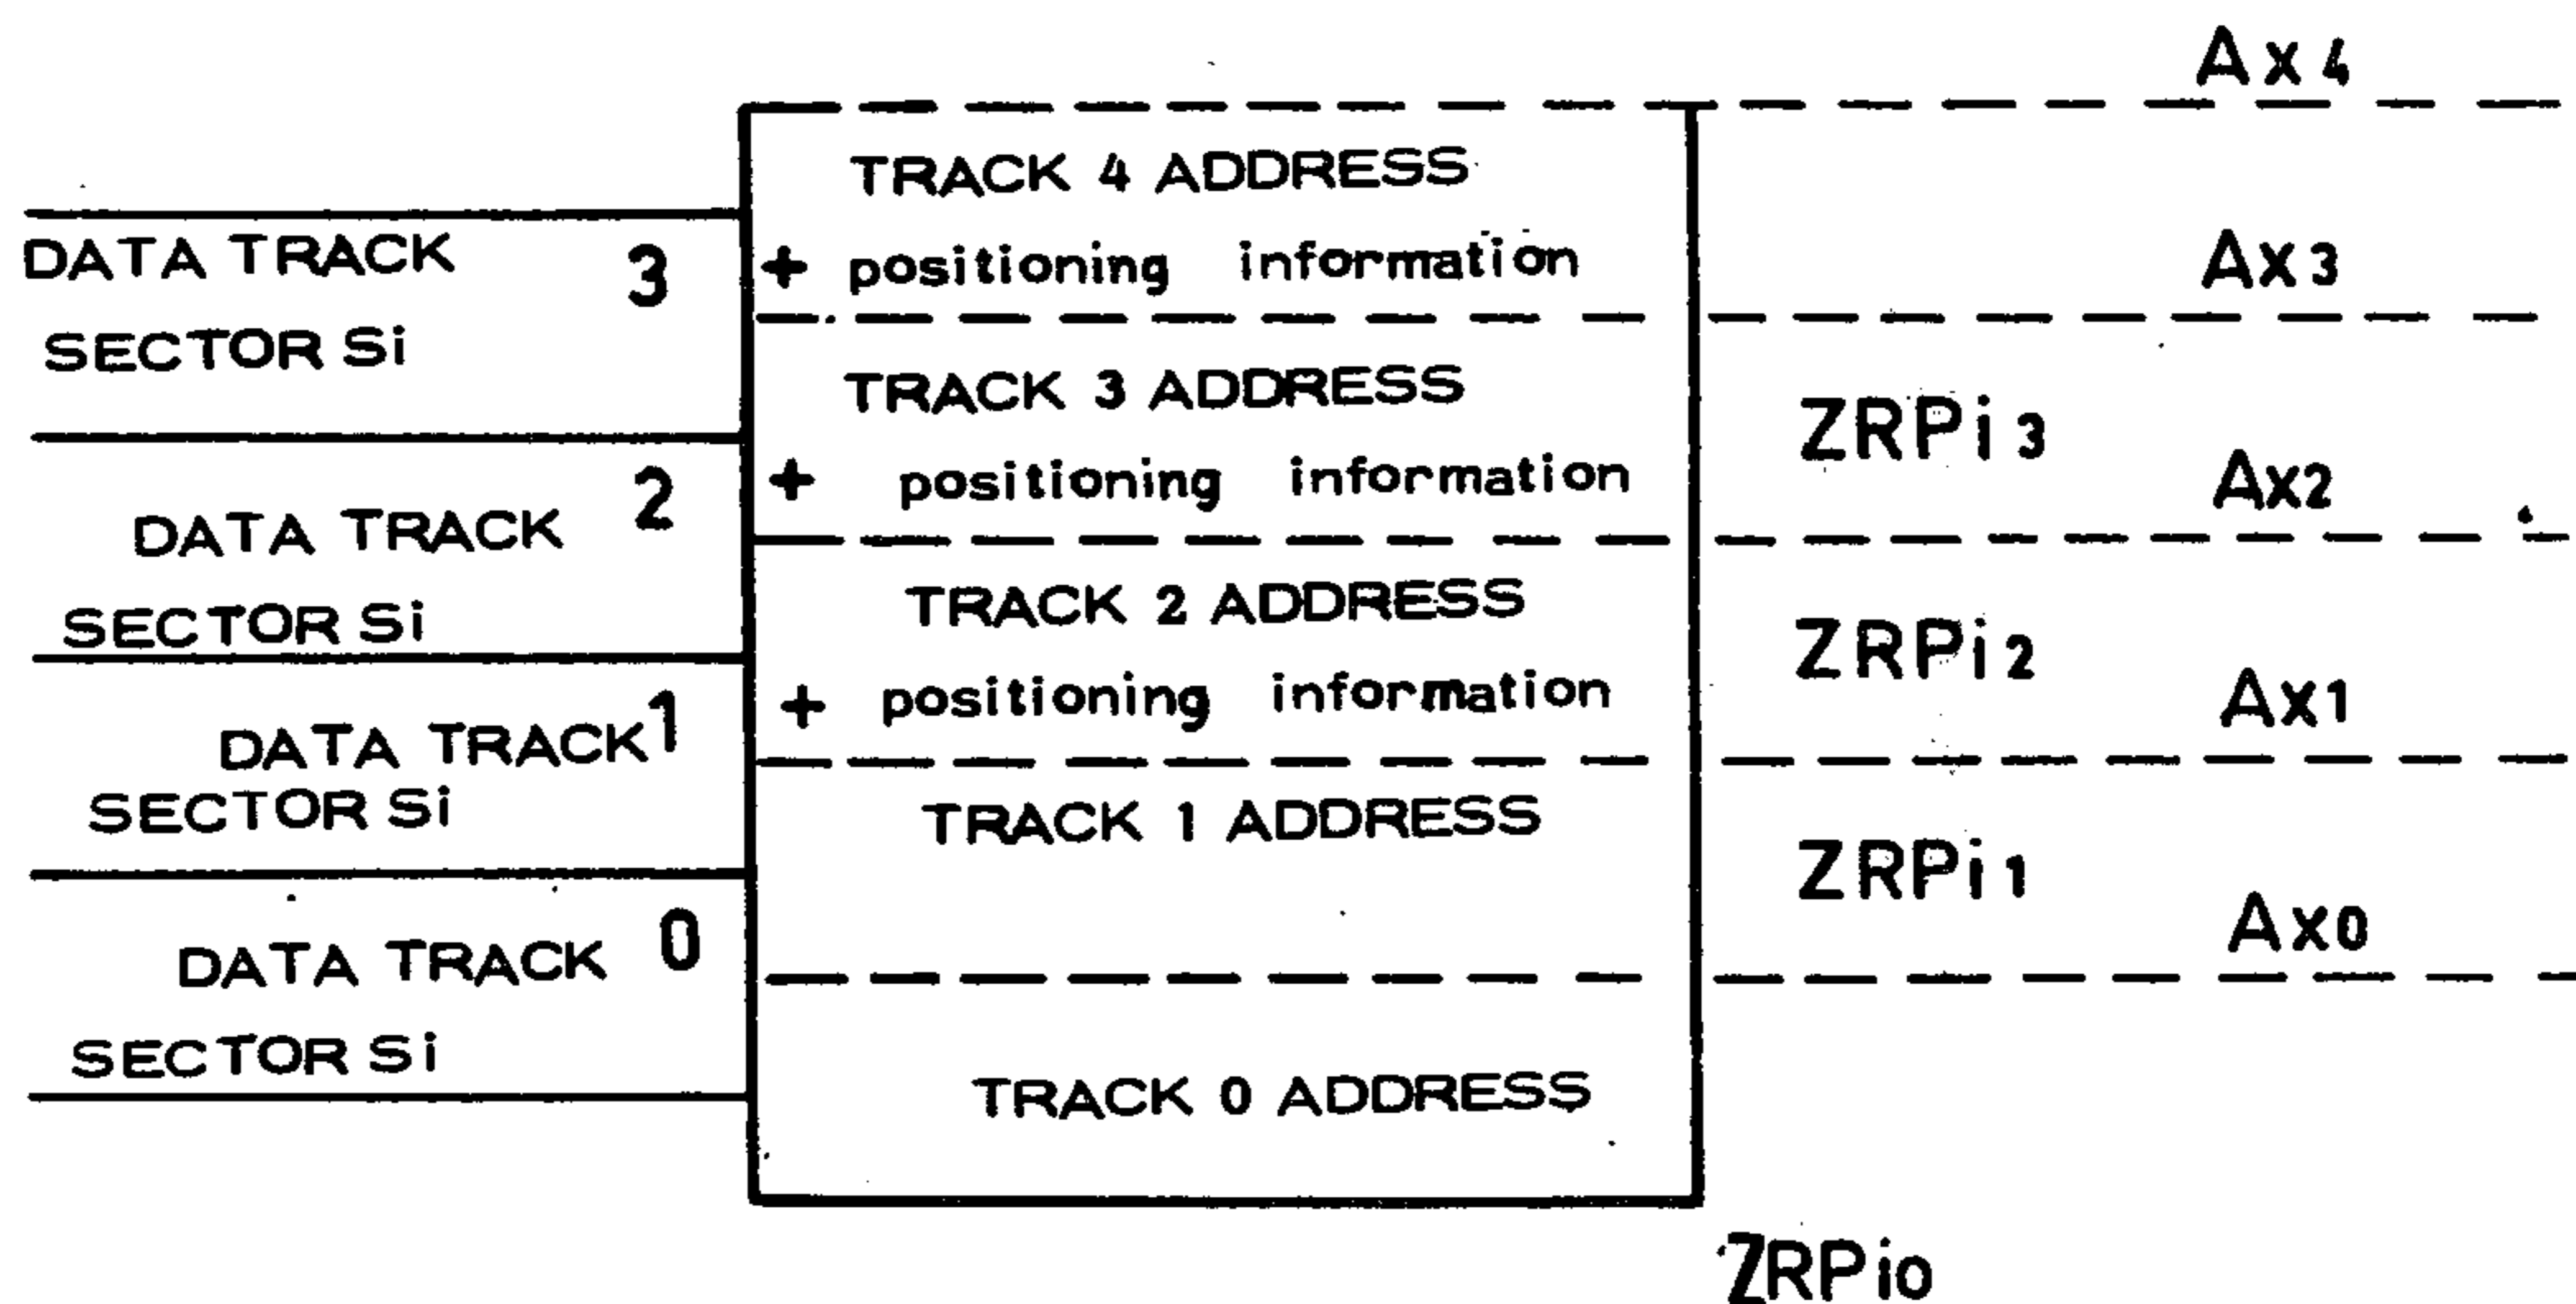 Ax4
TRACK 4 ADDRESS
+ positioning information
DATA TRACK 3
SECTOR Si
Ax3
TRACK 3 ADDRESS
+ positioning information
ZRPi3
Ax2
DATA TRACK 2
SECTOR Si
TRACK 2 ADDRESS
+ positioning information
ZRPi2
Ax1
DATA TRACK 1
SECTOR Si
TRACK 1 ADDRESS
ZRPi1
Ax0
DATA TRACK 0
SECTOR Si
TRACK 0 ADDRESS
ZRPio